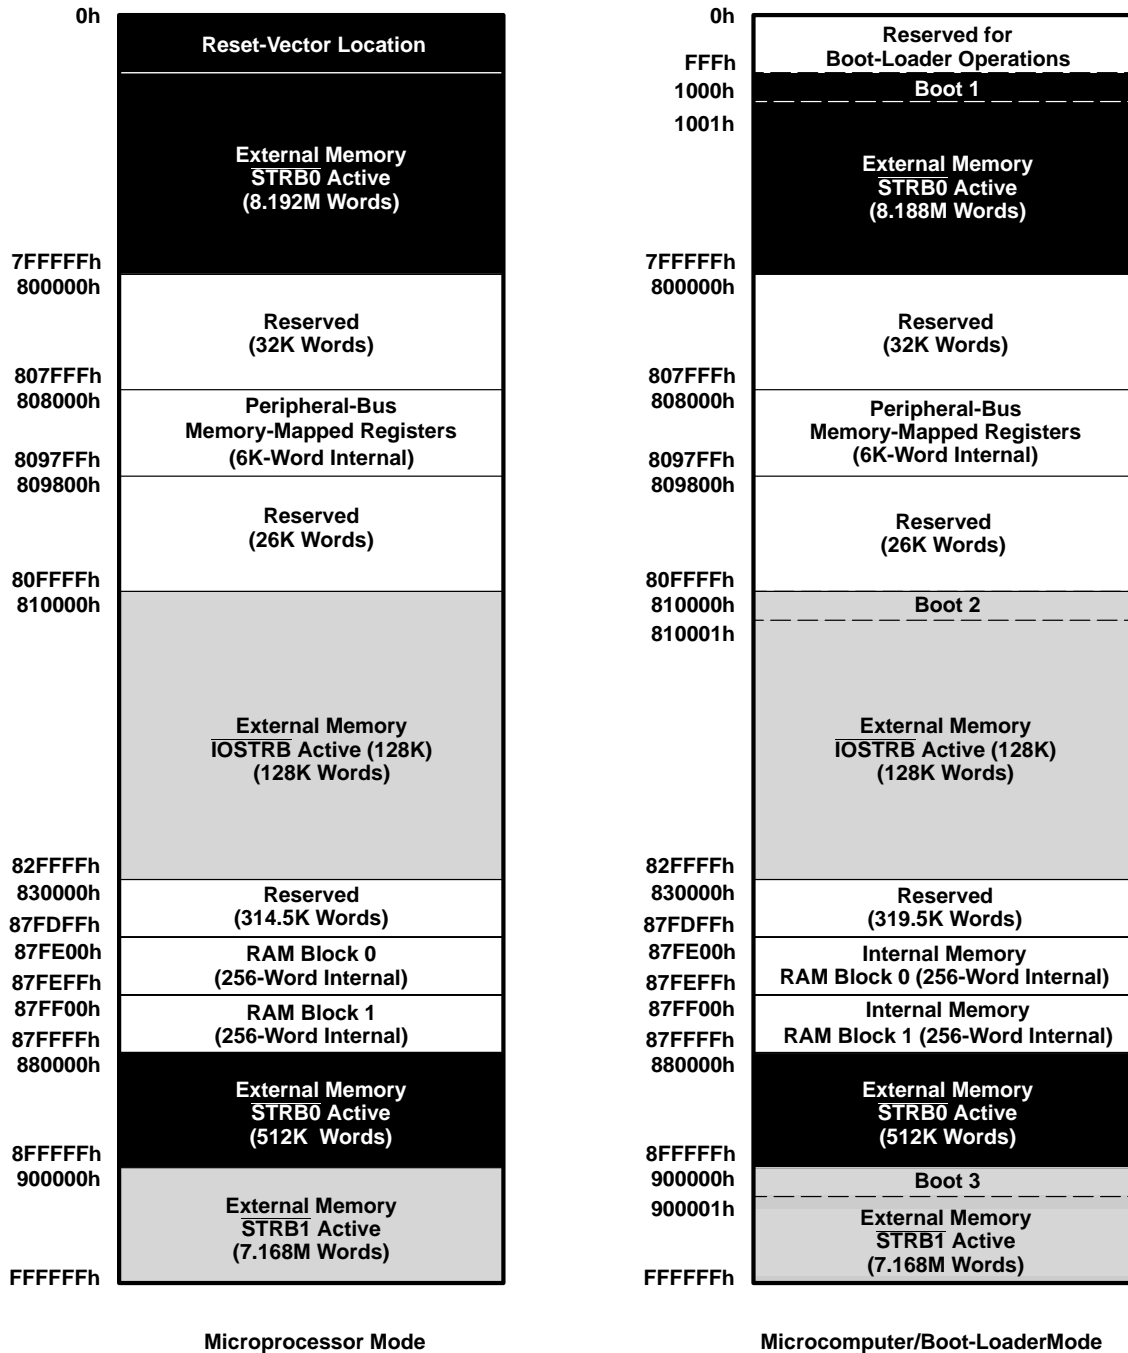 0h
Reset-Vector Location
External Memory
STRB0 Active
(8.192M Words)
7FFFFFh
800000h
Reserved
(32K Words)
807FFFh
808000h
Peripheral-Bus
Memory-Mapped Registers
(6K-Word Internal)
8097FFh
809800h
Reserved
(26K Words)
80FFFFh
810000h
External Memory
IOSTRB Active (128K)
(128K Words)
82FFFFh
830000h
Reserved
(314.5K Words)
87FDFFh
87FE00h
RAM Block 0
(256-Word Internal)
87FEFFh
87FF00h
RAM Block 1
(256-Word Internal)
87FFFFh
880000h
External Memory
STRB0 Active
(512K Words)
8FFFFFh
900000h
External Memory
STRB1 Active
(7.168M Words)
FFFFFFh
Microprocessor Mode
0h
Reserved for
Boot-Loader Operations
FFFh
1000h
Boot 1
1001h
External Memory
STRB0 Active
(8.188M Words)
7FFFFFh
800000h
Reserved
(32K Words)
807FFFh
808000h
Peripheral-Bus
Memory-Mapped Registers
(6K-Word Internal)
8097FFh
809800h
Reserved
(26K Words)
80FFFFh
810000h
Boot 2
810001h
External Memory
IOSTRB Active (128K)
(128K Words)
82FFFFh
830000h
Reserved
(319.5K Words)
87FDFFh
87FE00h
Internal Memory
RAM Block 0 (256-Word Internal)
87FEFFh
87FF00h
Internal Memory
RAM Block 1 (256-Word Internal)
87FFFFh
880000h
External Memory
STRB0 Active
(512K Words)
8FFFFFh
900000h
Boot 3
900001h
External Memory
STRB1 Active
(7.168M Words)
FFFFFFh
Microcomputer/Boot-LoaderMode